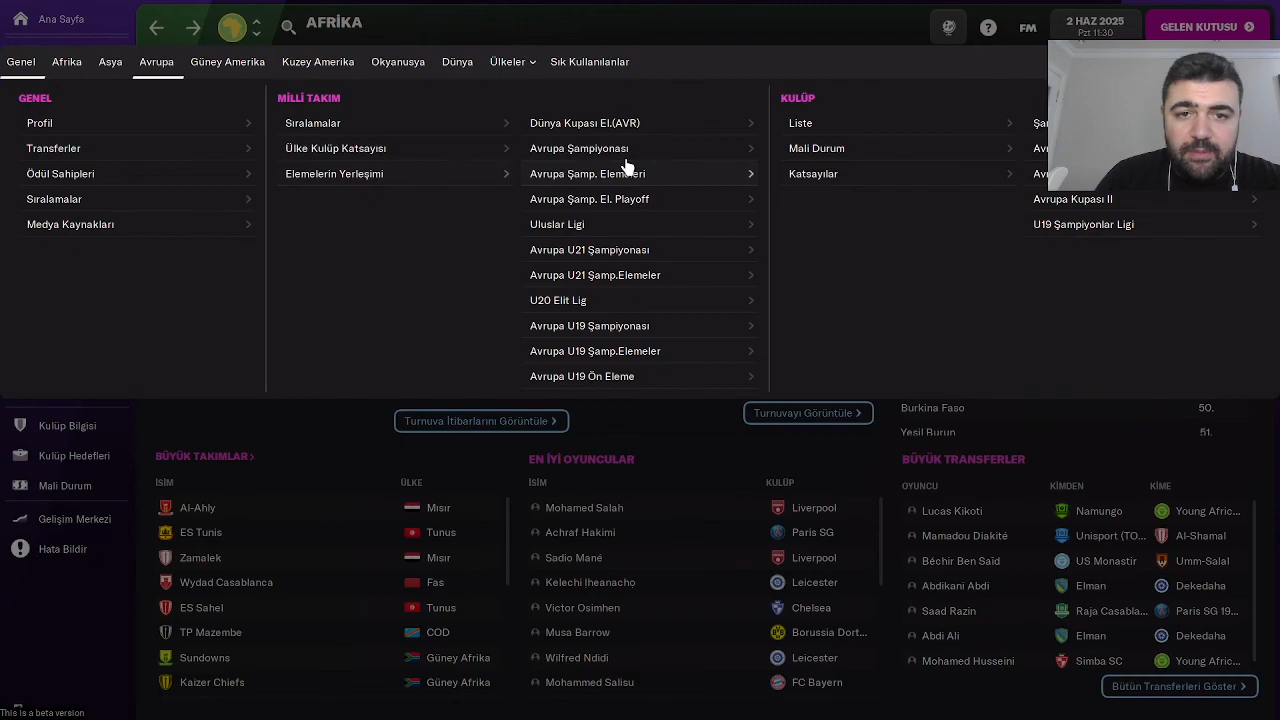 Ana Sayfa
AFRİKA
FM
2 HAZ 2025
Pzt 11:30
GELEN KUTUSU
Genel
Afrika
Asya
Avrupa
Güney Amerika
Kuzey Amerika
Okyanusya
Dünya
Ülkeler
Sık Kullanılanlar
GENEL
Profil
Transferler
Ödül Sahipleri
Sıralamalar
Medya Kaynakları
MİLLİ TAKIM
Sıralamalar
Ülke Kulüp Katsayısı
Elemelerin Yerleşimi
Dünya Kupası El.(AVR)
Avrupa Şampiyonası
Avrupa Şamp. Elemeleri
Avrupa Şamp. El. Playoff
Uluslar Ligi
Avrupa U21 Şampiyonası
Avrupa U21 Şamp.Elemeler
U20 Elit Lig
Avrupa U19 Şampiyonası
Avrupa U19 Şamp.Elemeler
Avrupa U19 Ön Eleme
KULÜP
Liste
Mali Durum
Katsayılar
Avrupa Kupası II
U19 Şampiyonlar Ligi
Kulüp Bilgisi
Kulüp Hedefleri
Mali Durum
Gelişim Merkezi
Hata Bildir
This is a beta version
Turnuva İtibarlarını Görüntüle
Turnuvayı Görüntüle
Burkina Faso 50.
Yeşil Burun 51.
BÜYÜK TAKIMLAR
İSİM ÜLKE
Al-Ahly Mısır
ES Tunis Tunus
Zamalek Mısır
Wydad Casablanca Fas
ES Sahel Tunus
TP Mazembe COD
Sundowns Güney Afrika
Kaizer Chiefs Güney Afrika
EN İYİ OYUNCULAR
İSİM KULÜP
Mohamed Salah Liverpool
Achraf Hakimi Paris SG
Sadio Mané Liverpool
Kelechi Iheanacho Leicester
Victor Osimhen Chelsea
Musa Barrow Borussia Dort...
Wilfred Ndidi Leicester
Mohammed Salisu FC Bayern
BÜYÜK TRANSFERLER
OYUNCU KİMDEN KİME
Lucas Kikoti Namungo Young Afric...
Mamadou Diakité Unisport (TO... Al-Shamal
Béchir Ben Saïd US Monastir Umm-Salal
Abdikani Abdi Elman Dekedaha
Saad Razin Raja Casabla... Paris SG 19...
Abdi Ali Elman Dekedaha
Mohamed Husseini Simba SC Young Afric...
Bütün Transferleri Göster